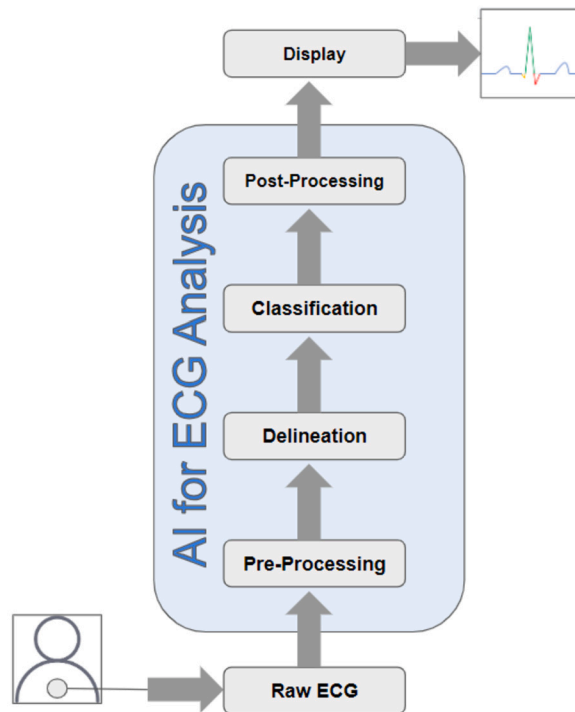 Display
Post-Processing
Classification
Delineation
Pre-Processing
Raw ECG
AI for ECG Analysis